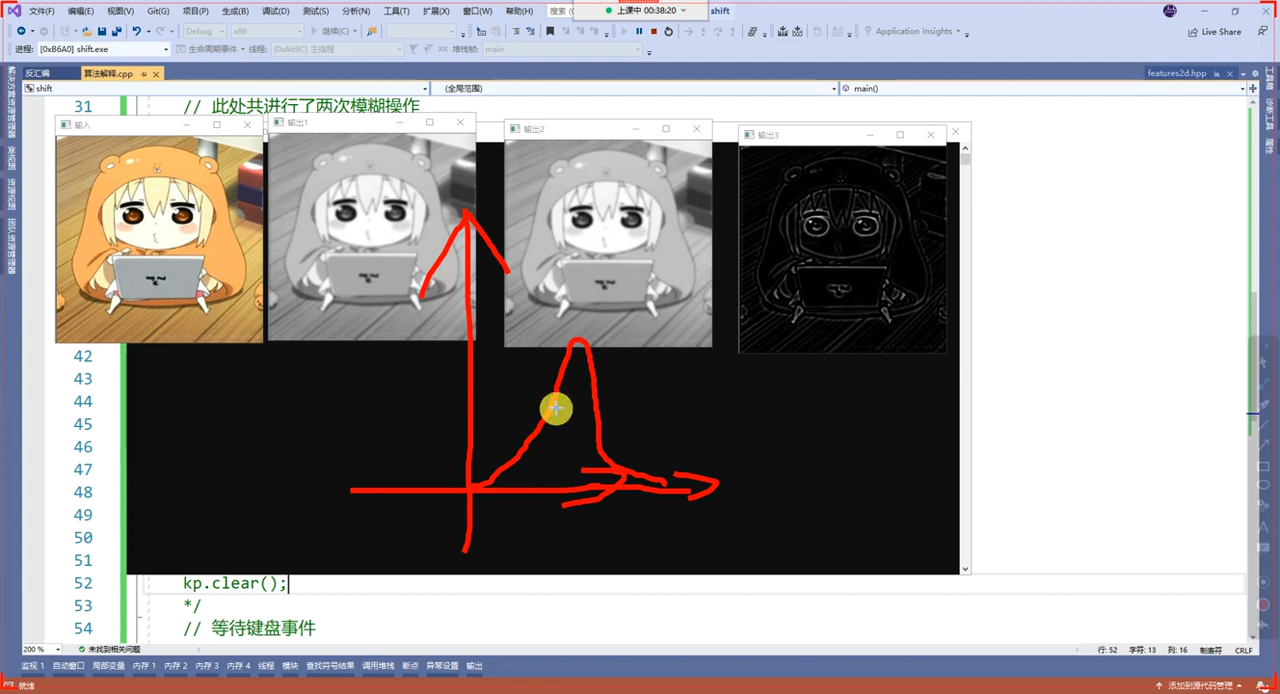 文件(F) 编辑(E) 视图(V) Git(G) 项目(P) 生成(B) 调试(D) 测试(S) 分析(N) 工具(T) 扩展(X) 窗口(W) 帮助(H) 搜索 上课中 00:38:20 shift
Debug x86 继续(C) Application Insights Live Share
进程: [0xB6A0] shift.exe 生命周期事件 线程: [0xA69C] 主线程 堆栈帧: main
反汇编 算法解释.cpp features2d.hpp
shift (全局范围) main()
31 // 此处共进行了两次模糊操作
输入 输出1 输出2 输出3
42
43
44
45
46
47
48
49
50
51
52 kp.clear();
53 */
54 // 等待键盘事件
200 % 未找到相关问题 行: 52 字符: 13 列: 16 制表符 CRLF
监视 1 自动窗口 局部变量 内存 1 内存 2 内存 3 内存 4 线程 模块 查找符号结果 调用堆栈 断点 异常设置 输出
就绪 添加到源代码管理